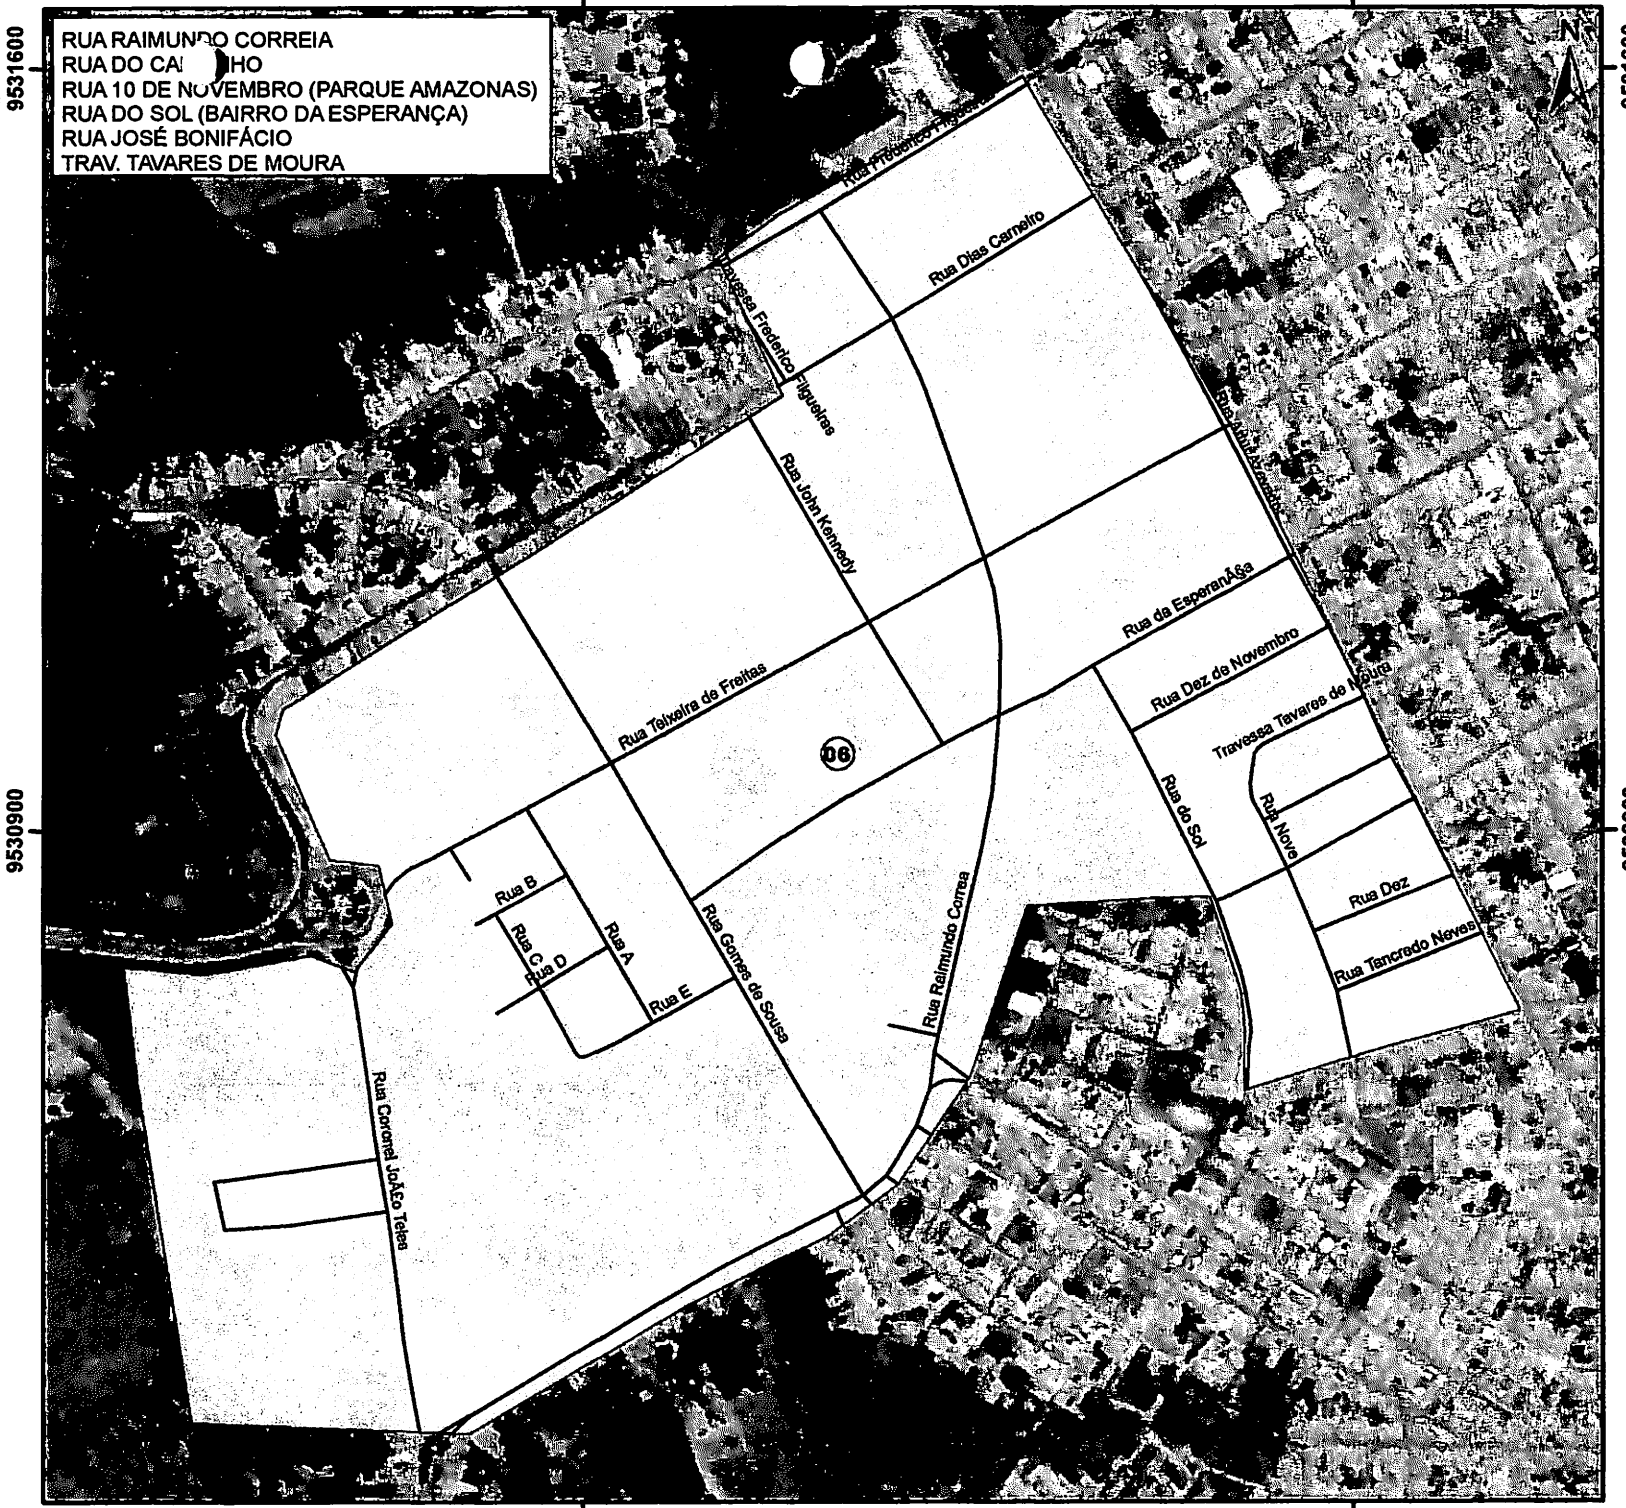 9531600
RUA RAIMUNDO CORREIA
RUA DO
RUA 10 DE NOVEMBRO (PARQUE AMAZONAS)
RUA DO SOL (BAIRRO DA ESPERANÇA)
RUA JOSÉ BONIFÁCIO
TRAV. TAVARES DE MOURA
N
Rua Frederico
Rua Dias Carneiro
Travessa Frederico Filgueiras
Rua John Kennedy
Rua da EsperanÃ§a
Rua Dez de Novembro
Travessa Tavares de Moura
Rua Teixeira de Freitas
06
Rua do Sol
Rua Nove
9530900
Rua B
Rua C
Rua D
Rua A
Rua E
Rua Gomes de Sousa
Rua Raimundo Correa
Rua Dez
Rua Tancredo Neves
Rua Coronel JoÃ£o Teles